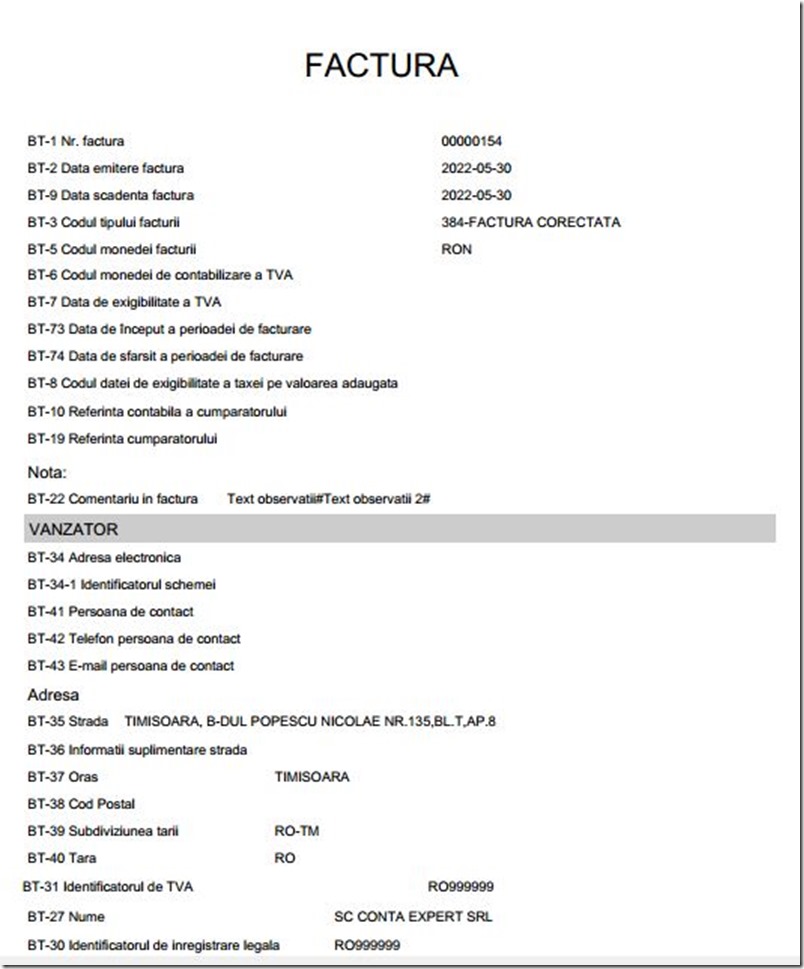 FACTURA
BT-1 Nr. factura 00000154
BT-2 Data emitere factura 2022-05-30
BT-9 Data scadenta factura 2022-05-30
BT-3 Codul tipului facturii 384-FACTURA CORECTATA
BT-5 Codul monedei facturii RON
BT-6 Codul monedei de contabilizare a TVA
BT-7 Data de exigibilitate a TVA
BT-73 Data de început a perioadei de facturare
BT-74 Data de sfarsit a perioadei de facturare
BT-8 Codul datei de exigibilitate a taxei pe valoarea adaugata
BT-10 Referinta contabila a cumparatorului
BT-19 Referinta cumparatorului
Nota:
BT-22 Comentariu in factura Text observatii#Text observatii 2#
VANZATOR
BT-34 Adresa electronica
BT-34-1 Identificatorul schemei
BT-41 Persoana de contact
BT-42 Telefon persoana de contact
BT-43 E-mail persoana de contact
Adresa
BT-35 Strada TIMISOARA, B-DUL POPESCU NICOLAE NR.135,BL.T,AP.8
BT-36 Informatii suplimentare strada
BT-37 Oras TIMISOARA
BT-38 Cod Postal
BT-39 Subdiviziunea tarii RO-TM
BT-40 Tara RO
BT-31 Identificatorul de TVA RO999999
BT-27 Nume SC CONTA EXPERT SRL
BT-30 Identificatorul de inregistrare legala RO999999